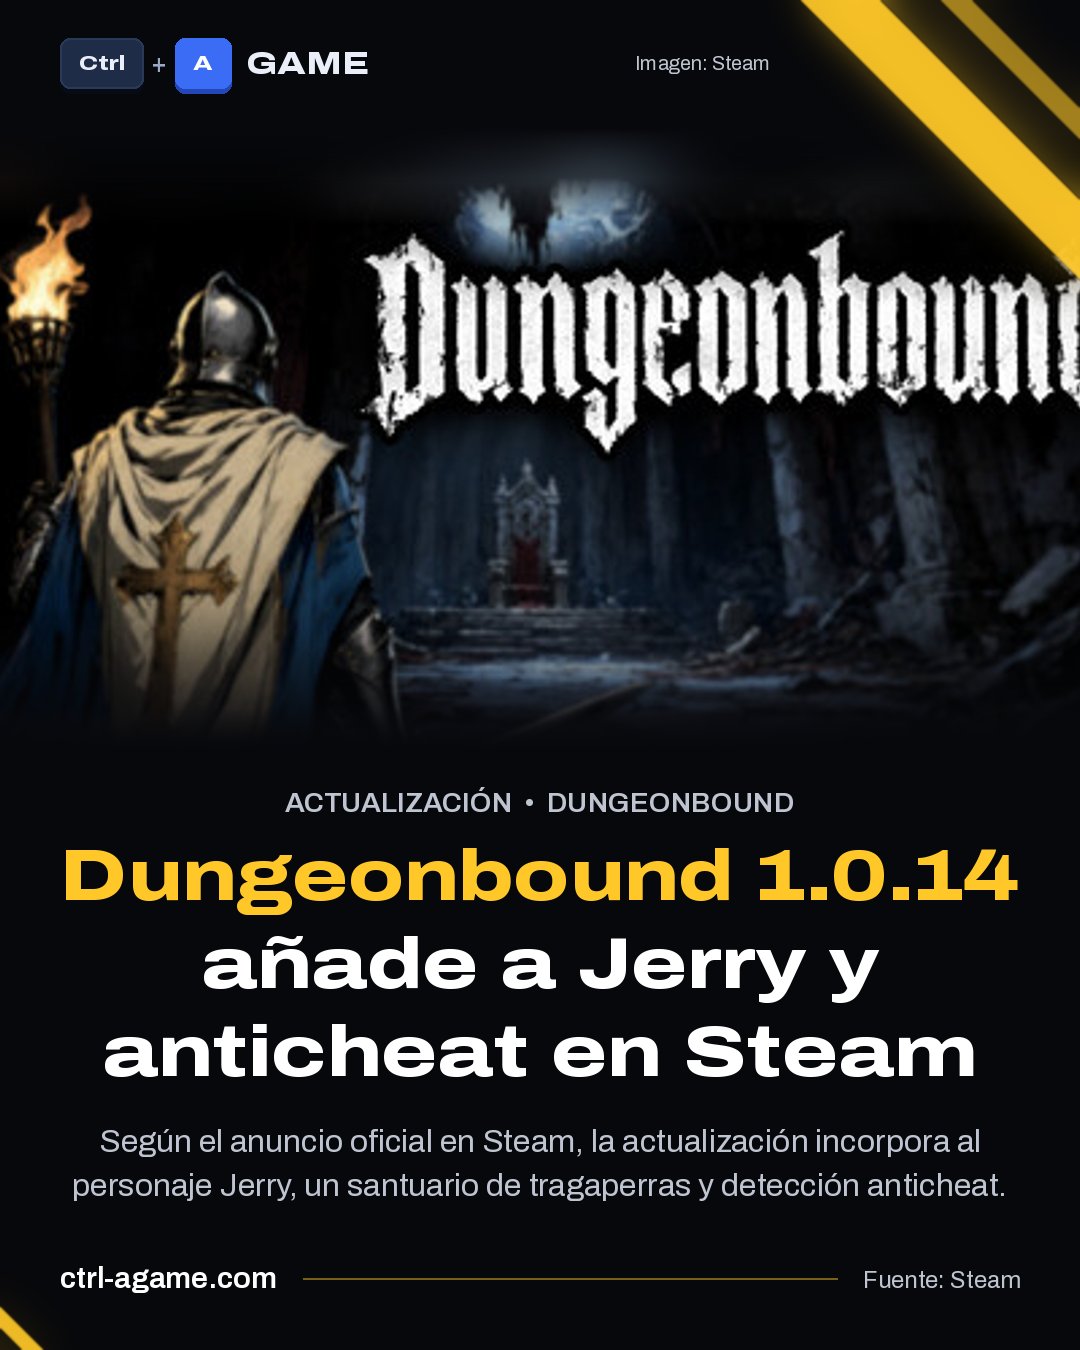 Ctrl + A GAME
Imagen: Steam
Dungeonbound
ACTUALIZACIÓN • DUNGEONBOUND
Dungeonbound 1.0.14
añade a Jerry y
anticheat en Steam
Según el anuncio oficial en Steam, la actualización incorpora al
personaje Jerry, un santuario de tragaperras y detección anticheat.
ctrl-agame.com
Fuente: Steam